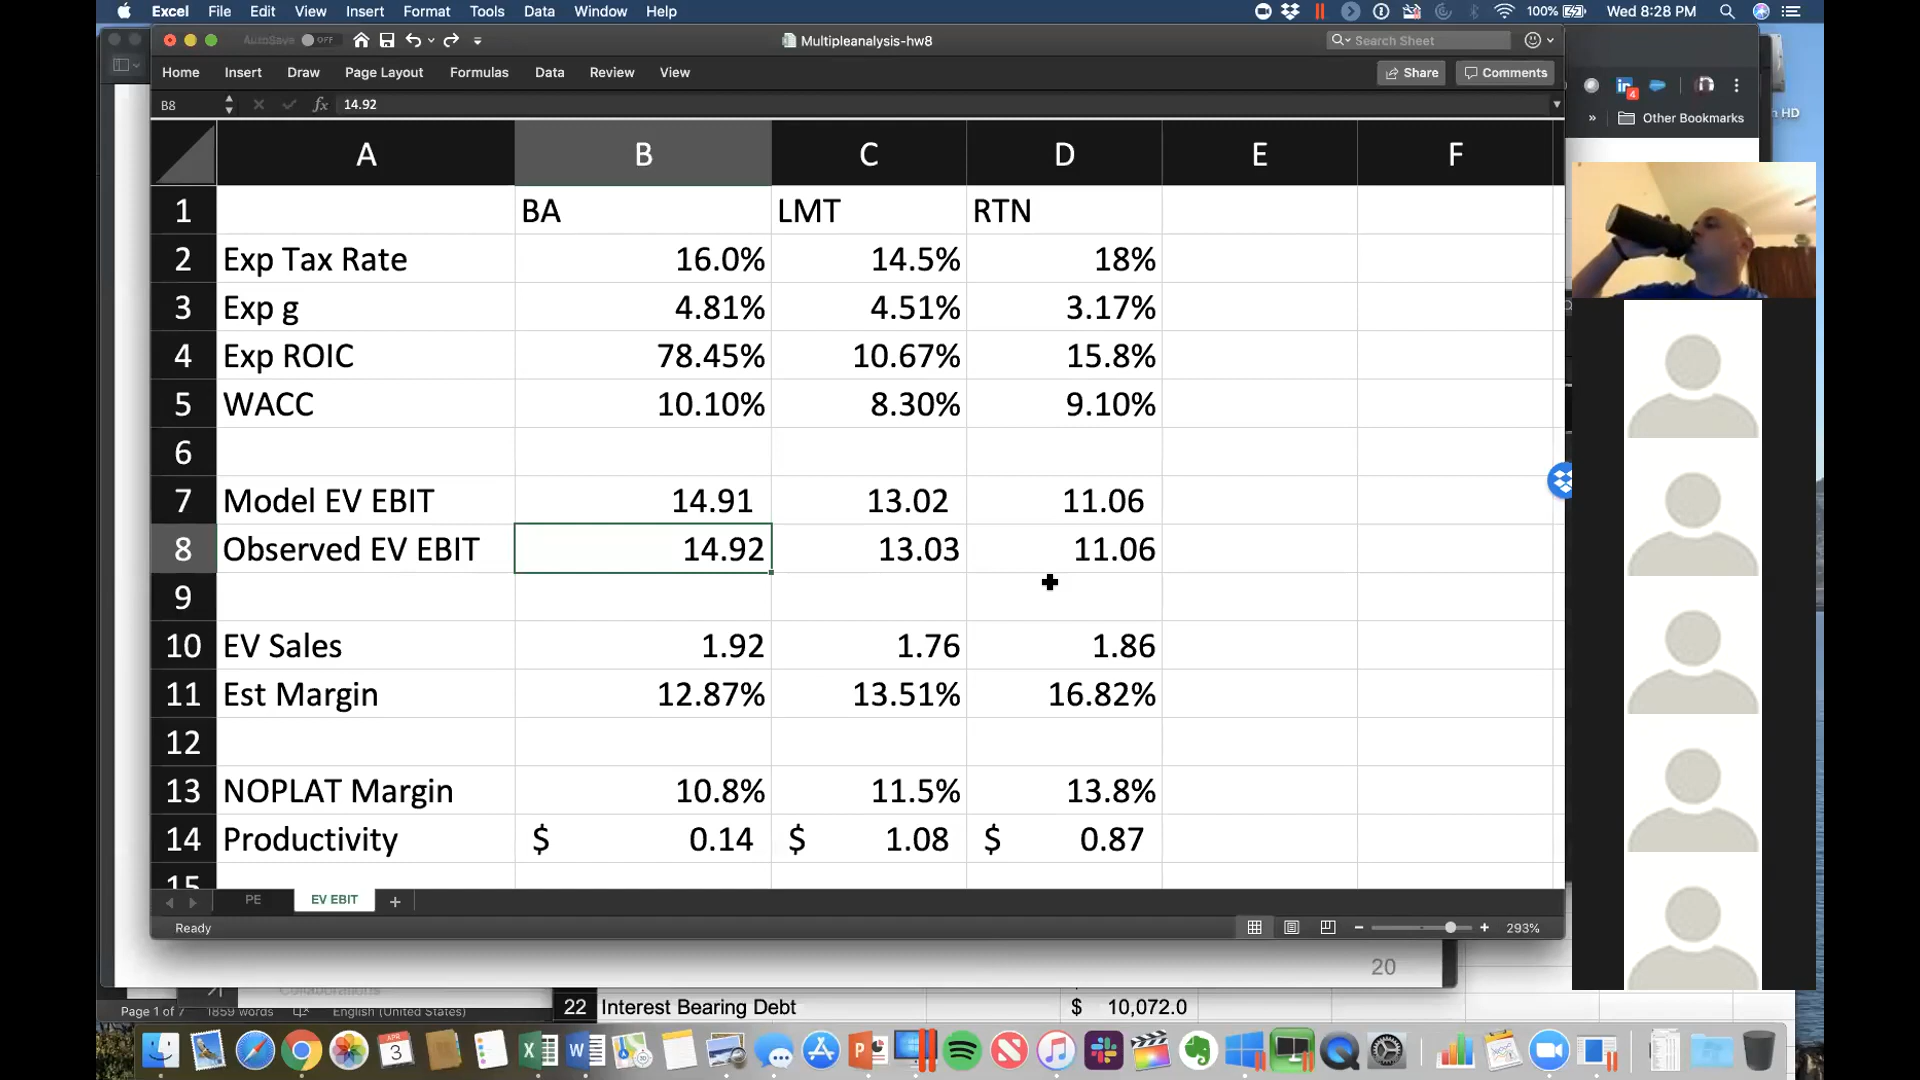 Excel File Edit View Insert Format Tools Data Window Help 100% Wed 8:28 PM
AutoSave OFF Multipleanalysis-hw8 Search Sheet
Home Insert Draw Page Layout Formulas Data Review View Share Comments
4
B8 fx 14.92
» Other Bookmarks
HD
A B C D E F
1 BA LMT RTN
2 Exp Tax Rate 16.0% 14.5% 18%
3 Exp g 4.81% 4.51% 3.17%
4 Exp ROIC 78.45% 10.67% 15.8%
5 WACC 10.10% 8.30% 9.10%
6
7 Model EV EBIT 14.91 13.02 11.06
8 Observed EV EBIT 14.92 13.03 11.06
9
10 EV Sales 1.92 1.76 1.86
11 Est Margin 12.87% 13.51% 16.82%
12
13 NOPLAT Margin 10.8% 11.5% 13.8%
14 Productivity $ 0.14 $ 1.08 $ 0.87
15
PE EV EBIT +
Ready 293%
20
22 Interest Bearing Debt $ 10,072.0
Page 1 of 7 1859 words English (United States)
APR
3